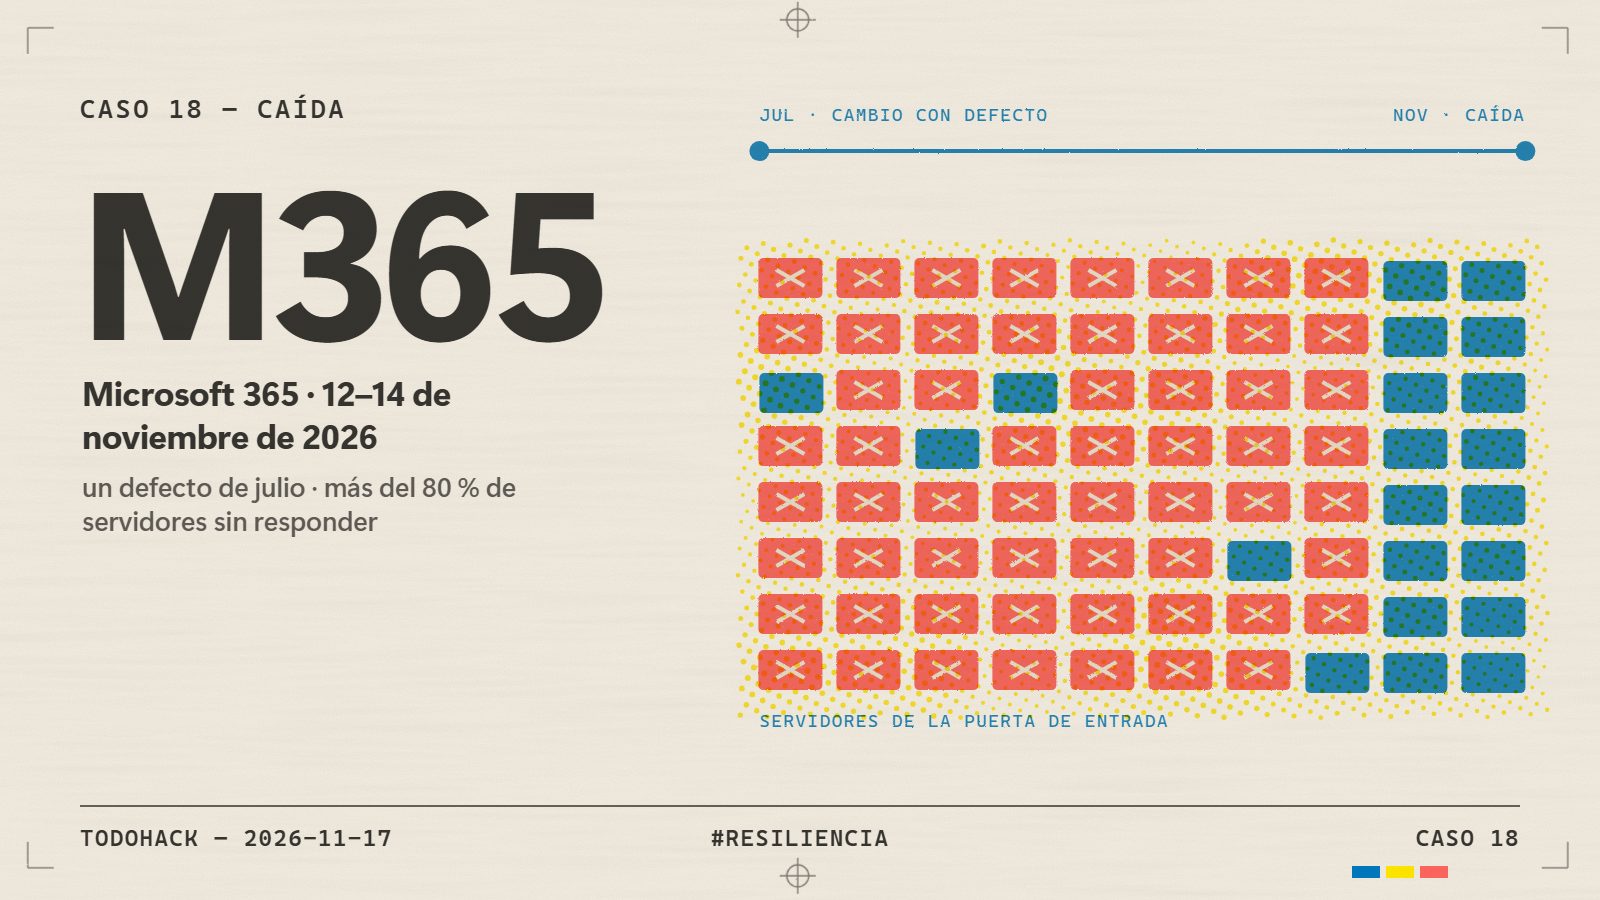 CASO 18 — CAÍDA
M365
Microsoft 365 · 12–14 de
noviembre de 2026
un defecto de julio · más del 80 % de
servidores sin responder
JUL · CAMBIO CON DEFECTO
NOV · CAÍDA
SERVIDORES DE LA PUERTA DE ENTRADA
TODOHACK — 2026-11-17
#RESILIENCIA
CASO 18